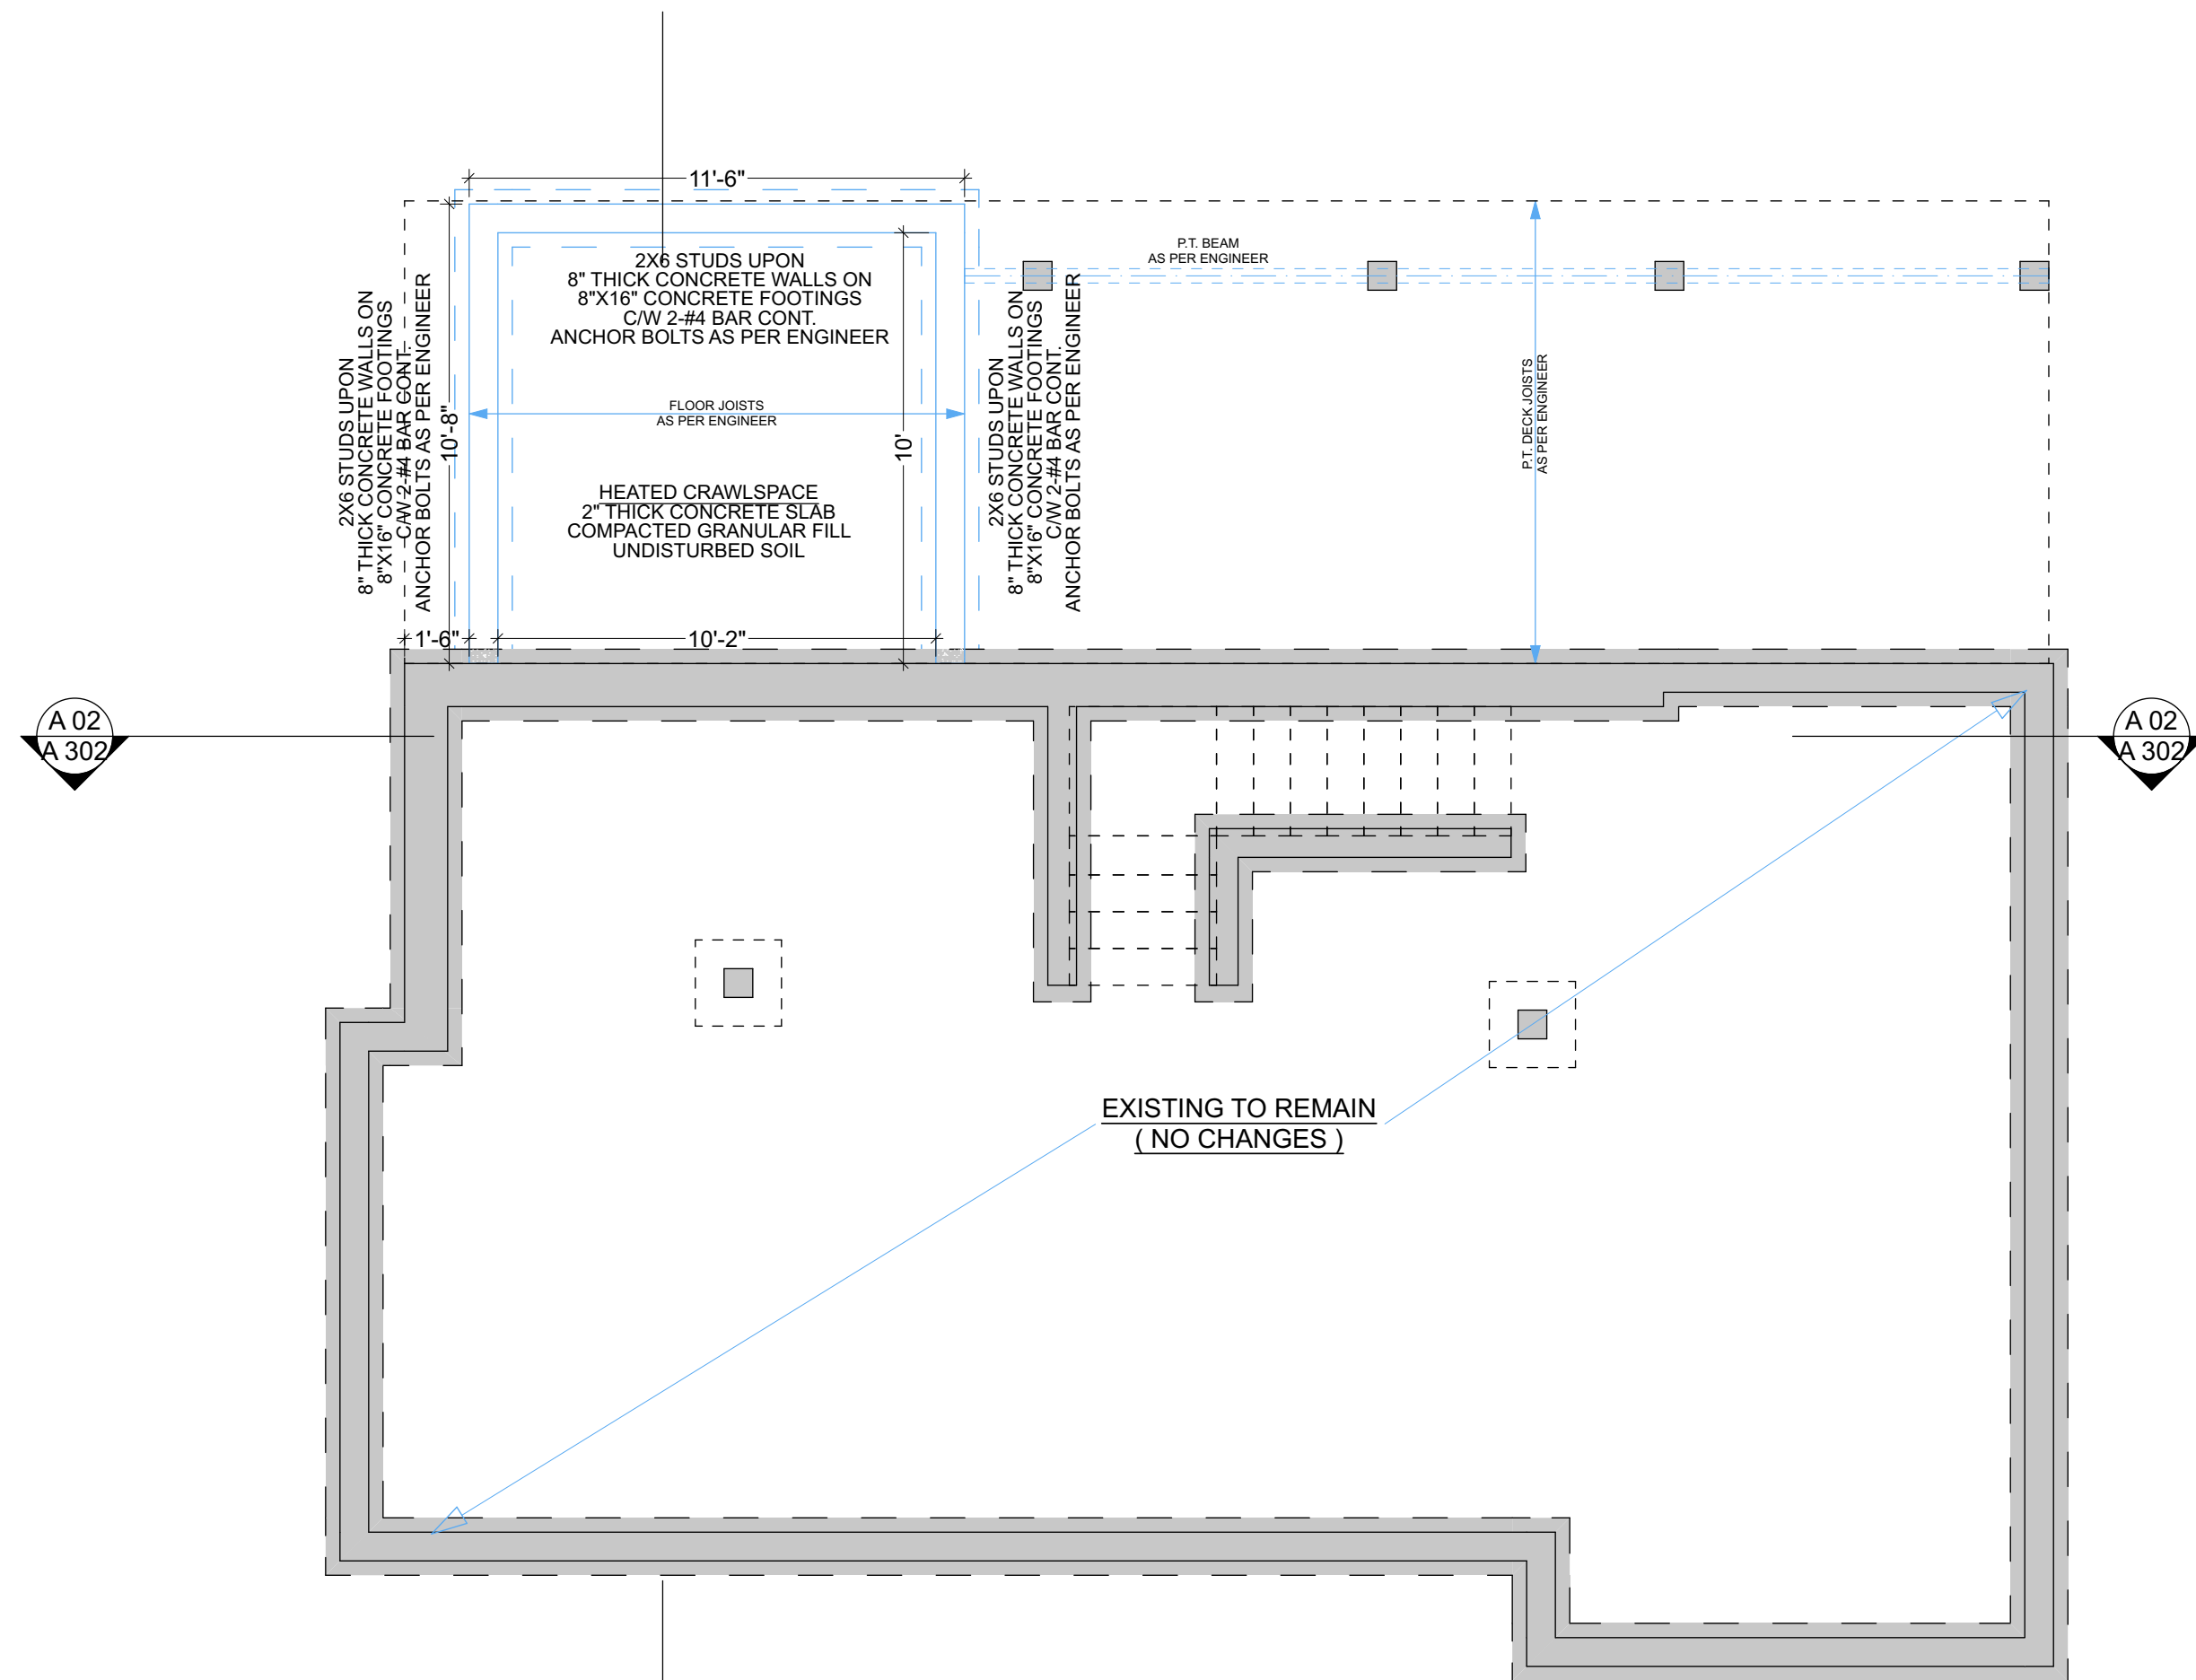 11'-6"
2X6 STUDS UPON
8" THICK CONCRETE WALLS ON
8"X16" CONCRETE FOOTINGS
C/W 2-#4 BAR CONT.
ANCHOR BOLTS AS PER ENGINEER
P.T. BEAM
AS PER ENGINEER
2X6 STUDS UPON
8" THICK CONCRETE WALLS ON
8"X16" CONCRETE FOOTINGS
C/W 2-#4 BAR CONT.
ANCHOR BOLTS AS PER ENGINEER
10'-8"
FLOOR JOISTS
AS PER ENGINEER
10'
2X6 STUDS UPON
8" THICK CONCRETE WALLS ON
8"X16" CONCRETE FOOTINGS
C/W 2-#4 BAR CONT.
ANCHOR BOLTS AS PER ENGINEER
P.T. DECK JOISTS
AS PER ENGINEER
HEATED CRAWLSPACE
2" THICK CONCRETE SLAB
COMPACTED GRANULAR FILL
UNDISTURBED SOIL
1'-6"
10'-2"
A 02
A 302
A 02
A 302
EXISTING TO REMAIN
( NO CHANGES )